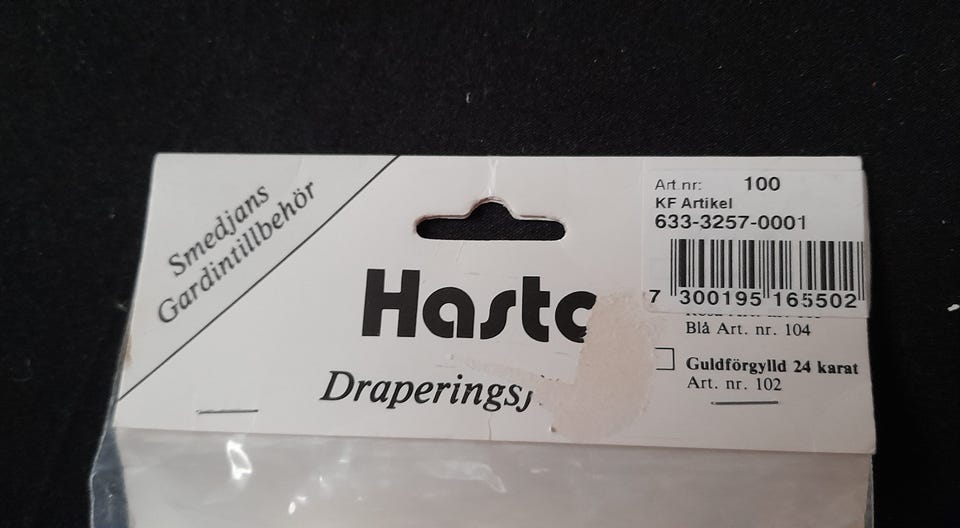 Smedjans
Gardintillbehör
Art.nr: 100
KF Artikel
633-3257-0001
7 300195 165502
Blå Art. nr. 104
Guldförgylld 24 karat
Art. nr. 102